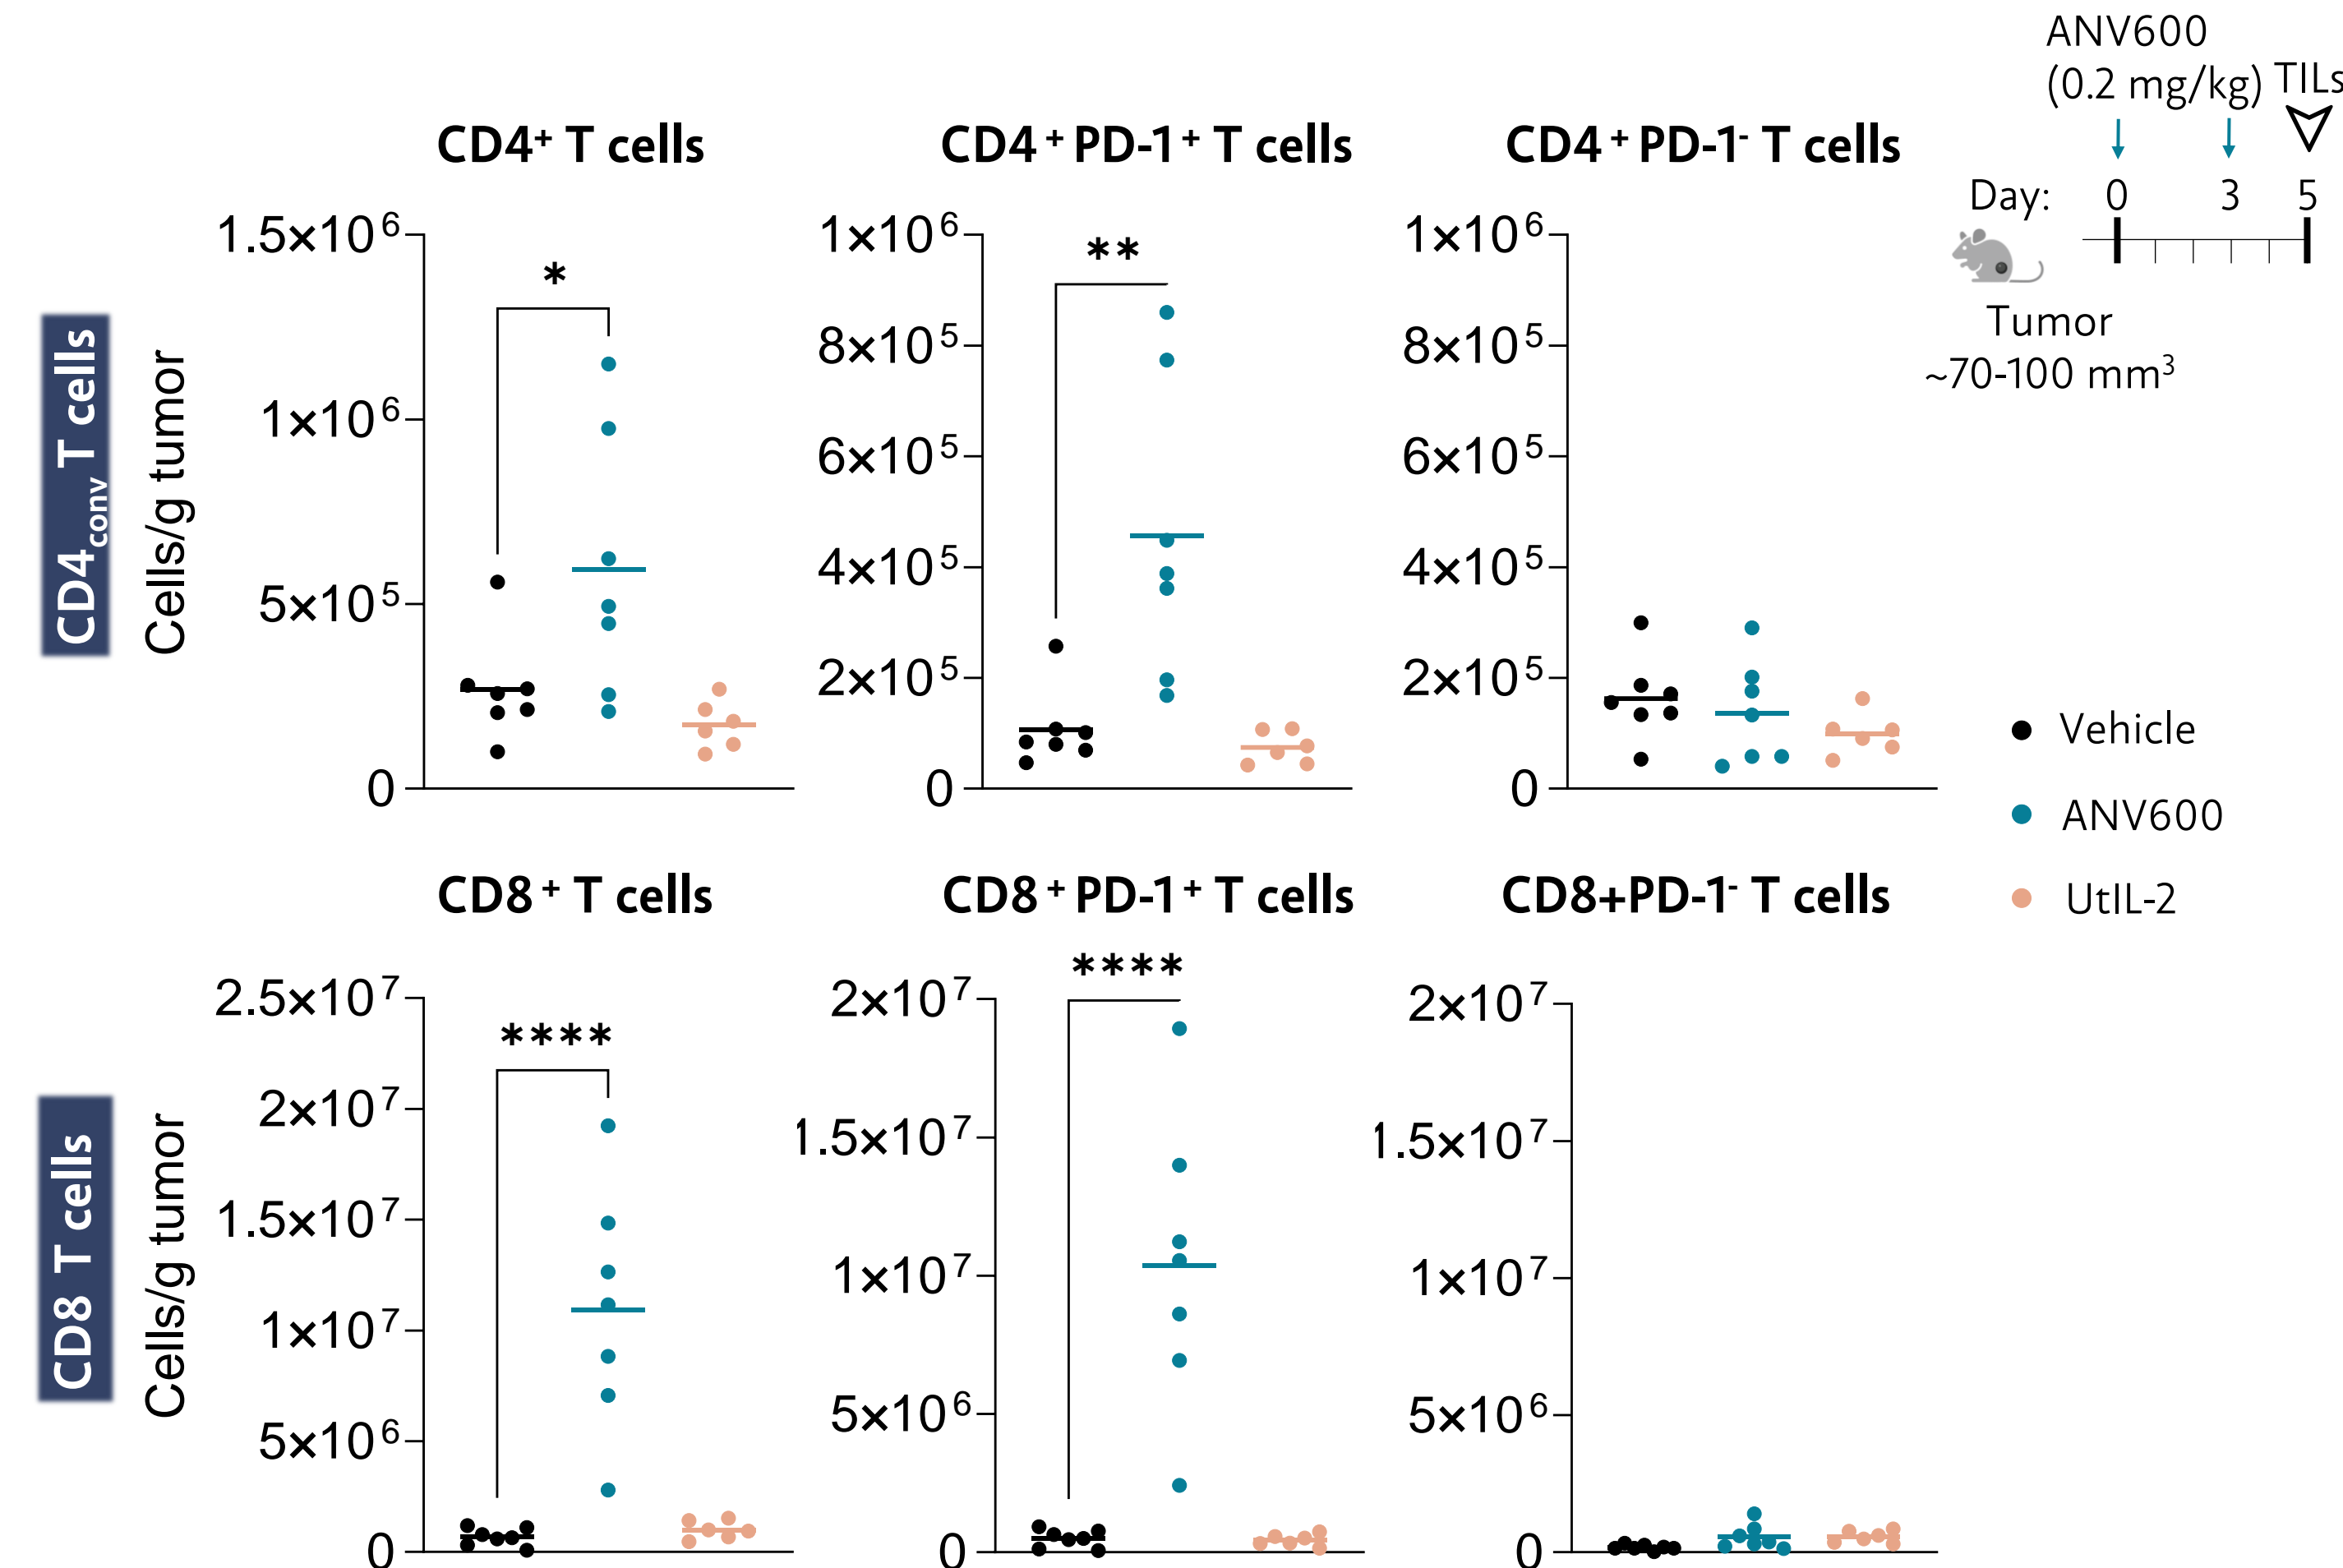 ANV600
(0.2 mg/kg) TILs
Day: 0 3 5
Tumor
~70-100 mm³
CD4conv T cells
Cells/g tumor
CD4⁺ T cells
*
1.5×10⁶
1×10⁶
5×10⁵
0
CD4⁺PD-1⁺ T cells
**
1×10⁶
8×10⁵
6×10⁵
4×10⁵
2×10⁵
0
CD4⁺PD-1⁻ T cells
1×10⁶
8×10⁵
6×10⁵
4×10⁵
2×10⁵
0
Vehicle
ANV600
UtIL-2
CD8 T cells
Cells/g tumor
CD8⁺ T cells
****
2.5×10⁷
2×10⁷
1.5×10⁷
1×10⁷
5×10⁶
0
CD8⁺PD-1⁺ T cells
****
2×10⁷
1.5×10⁷
1×10⁷
5×10⁶
0
CD8+PD-1⁻ T cells
2×10⁷
1.5×10⁷
1×10⁷
5×10⁶
0